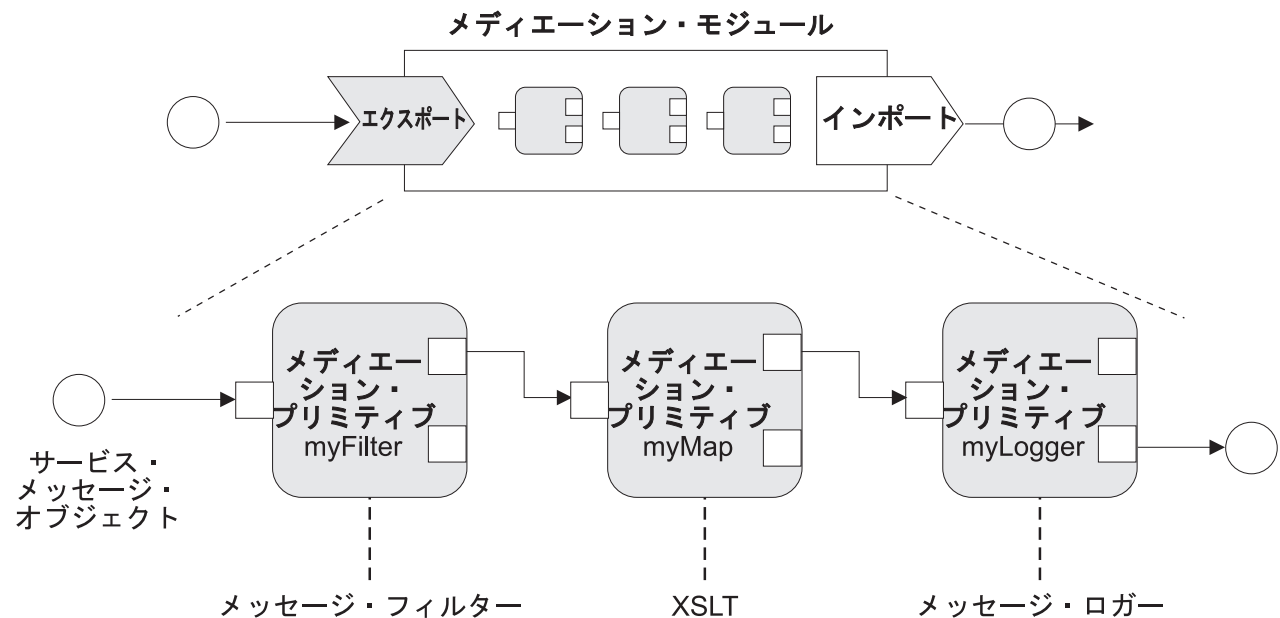 メディエーション・モジュール
エクスポート
インポート
メディエー
ション・
プリミティブ
myFilter
メディエー
ション・
プリミティブ
myMap
メディエー
ション・
プリミティブ
myLogger
サービス・
メッセージ・
オブジェクト
メッセージ・フィルター
XSLT
メッセージ・ロガー